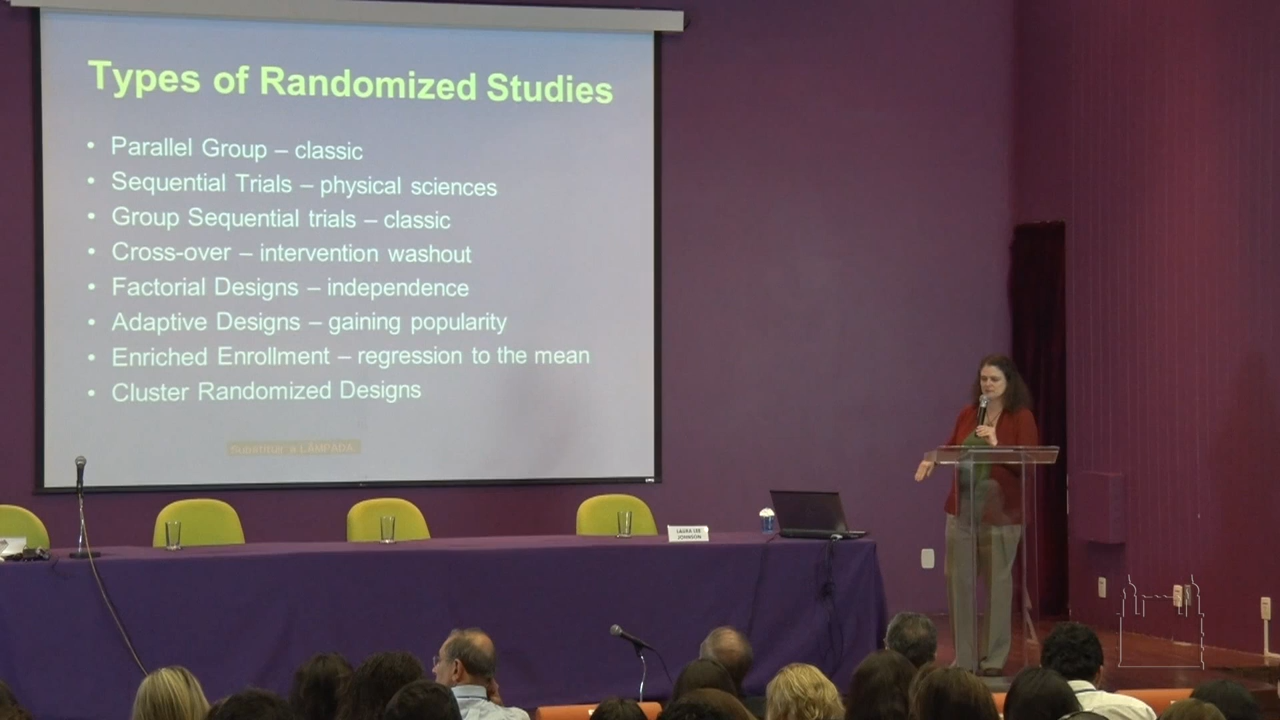 Types of Randomized Studies
• Parallel Group – classic
• Sequential Trials – physical sciences
• Group Sequential trials – classic
• Cross-over – intervention washout
• Factorial Designs – independence
• Adaptive Designs – gaining popularity
• Enriched Enrollment – regression to the mean
• Cluster Randomized Designs
Substituir a LÂMPADA
LAURA LEE
JOHNSON